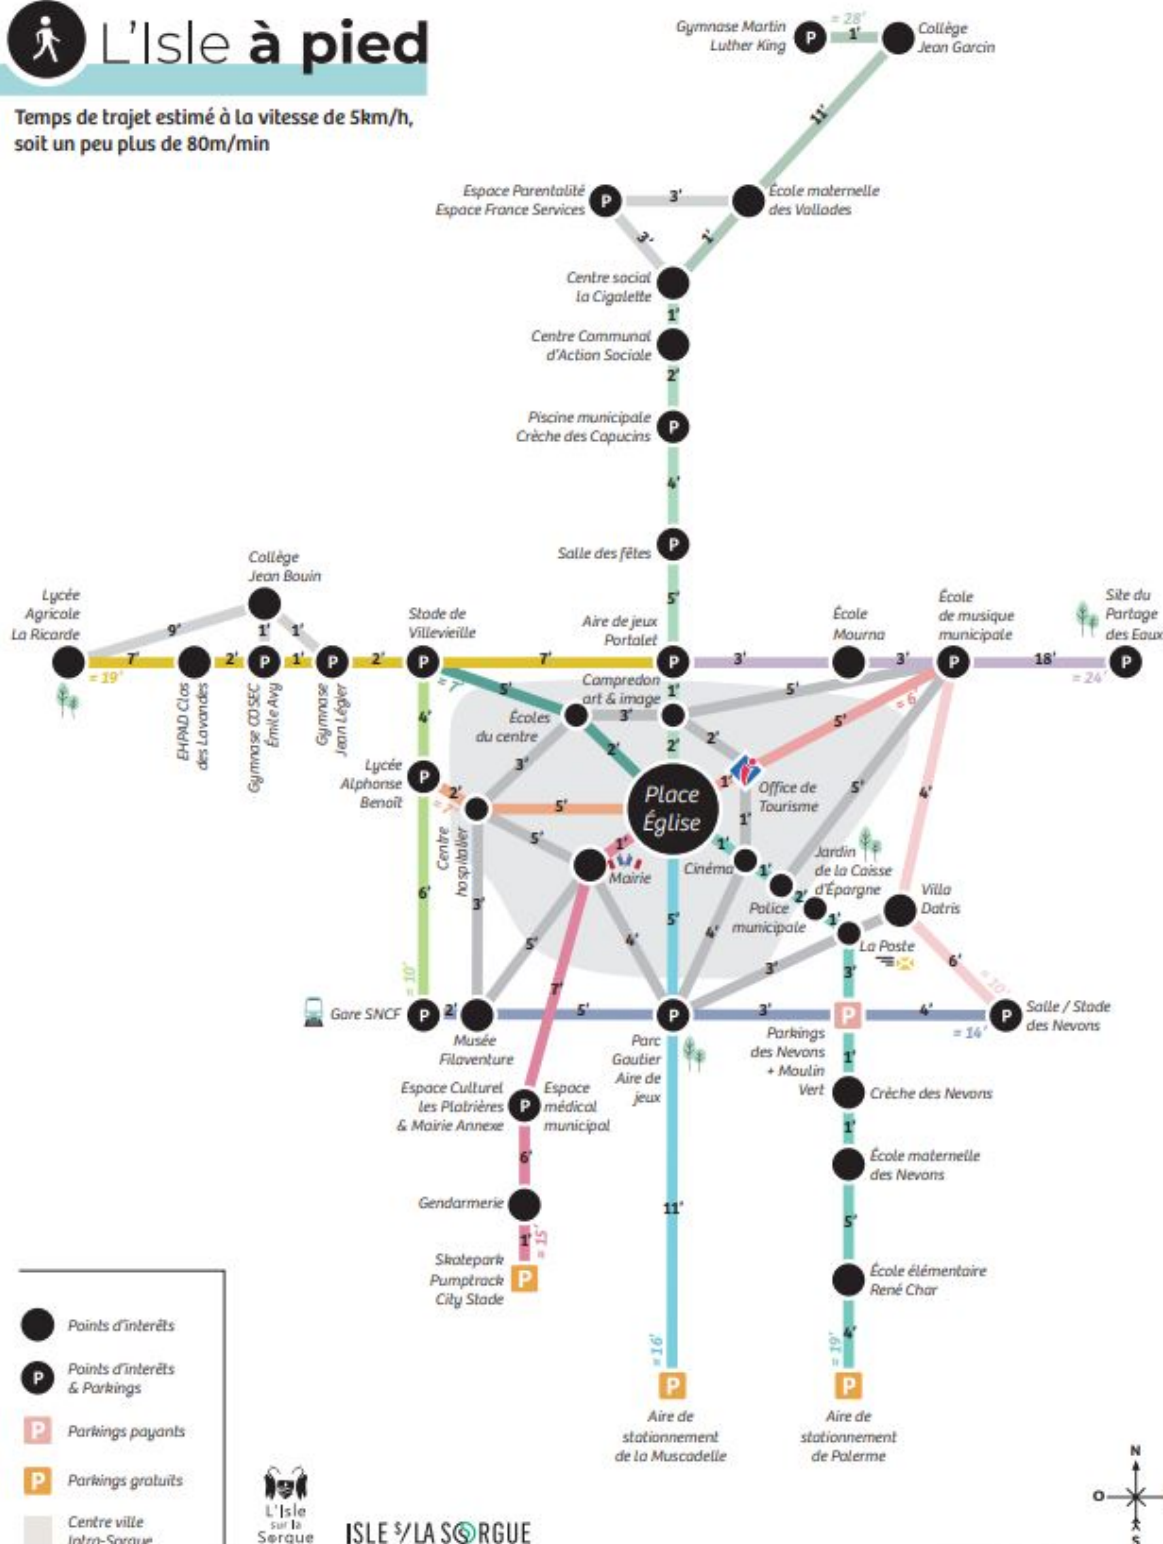 L'Isle à pied
Temps de trajet estimé à la vitesse de 5km/h,
soit un peu plus de 80m/min
Gymnase Martin
Luther King
P
= 28'
1'
Collège
Jean Garcin
11'
Espace Parentalité
Espace France Services
P
3'
École maternelle
des Vallades
3'
1'
Centre social
la Cigalette
1'
Centre Communal
d'Action Sociale
2'
Piscine municipale
Crèche des Capucins
P
4'
Salle des fêtes
P
5'
Collège
Jean Bouin
Lycée
Agricole
La Ricarde
9'
1'
1'
7'
= 19'
2'
P
1'
P
2'
EHPAD Clos
des Lavandes
Gymnase COSEC
Émile Avy
Gymnase
Jean Légier
Stade de
Villevieille
P
7'
Aire de jeux
Portalet
P
3'
École
Mourna
3'
École
de musique
municipale
P
18'
Site du
Partage
des Eaux
P
= 24'
= 7'
5'
Campredon
art & image
1'
5'
= 6'
4'
Écoles
du centre
3'
2'
2'
2'
5'
Lycée
Alphonse
Benoît
P
2'
= 7'
3'
5'
Place
Église
1'
Office de
Tourisme
5'
4'
Centre
hospitalier
5'
1'
Mairie
1'
1'
Cinéma
1'
Jardin
de la Caisse
d'Épargne
2'
Police
municipale
1'
Villa
Datris
La Poste
6'
3'
5'
4'
5'
4'
3'
3'
6'
= 10'
7'
= 10'
Gare SNCF
P
2'
5'
P
3'
P
4'
P
Salle / Stade
des Nevons
= 14'
Musée
Filaventure
Parc
Gautier
Aire de
jeux
Parkings
des Nevons
+ Moulin
Vert
1'
Crèche des Nevons
Espace Culturel
les Platrières
& Mairie Annexe
P
Espace
médical
municipal
1'
École maternelle
des Nevons
6'
Gendarmerie
11'
5'
1'
= 15'
Skatepark
Pumptrack
City Stade
P
École élémentaire
René Char
= 16'
= 19'
4'
P
P
Aire de
stationnement
de la Muscadelle
Aire de
stationnement
de Palerme
Points d'interêts
P
Points d'interêts
& Parkings
P
Parkings payants
P
Parkings gratuits
Centre ville
Intra-Sorgue
L'Isle
sur la
Sorgue
ISLE S/LA SORGUE
N
O
S